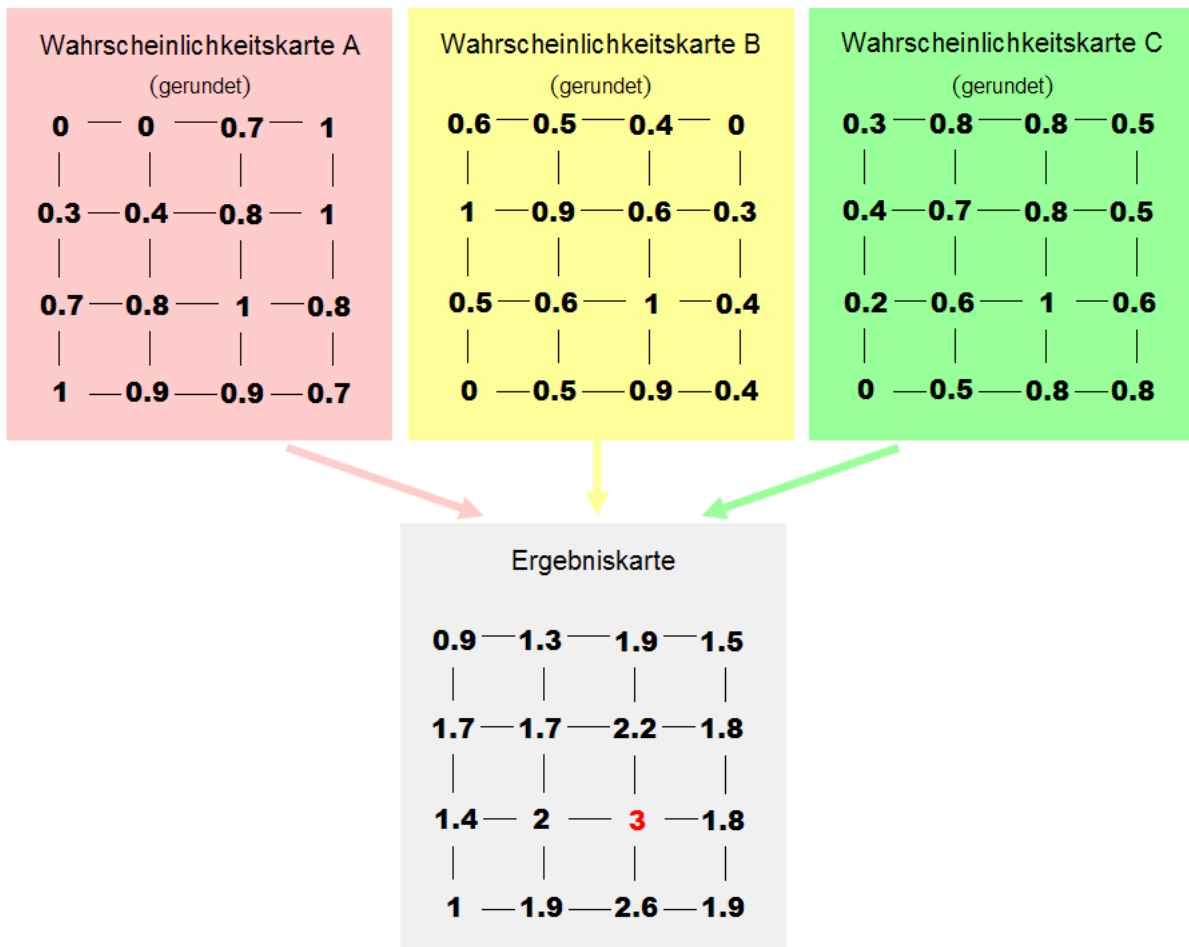 Wahrscheinlichkeitskarte A
(gerundet)
0 0 0.7 1
0.3 0.4 0.8 1
0.7 0.8 1 0.8
1 0.9 0.9 0.7
Wahrscheinlichkeitskarte B
(gerundet)
0.6 0.5 0.4 0
1 0.9 0.6 0.3
0.5 0.6 1 0.4
0 0.5 0.9 0.4
Wahrscheinlichkeitskarte C
(gerundet)
0.3 0.8 0.8 0.5
0.4 0.7 0.8 0.5
0.2 0.6 1 0.6
0 0.5 0.8 0.8
Ergebniskarte
0.9 1.3 1.9 1.5
1.7 1.7 2.2 1.8
1.4 2 3 1.8
1 1.9 2.6 1.9